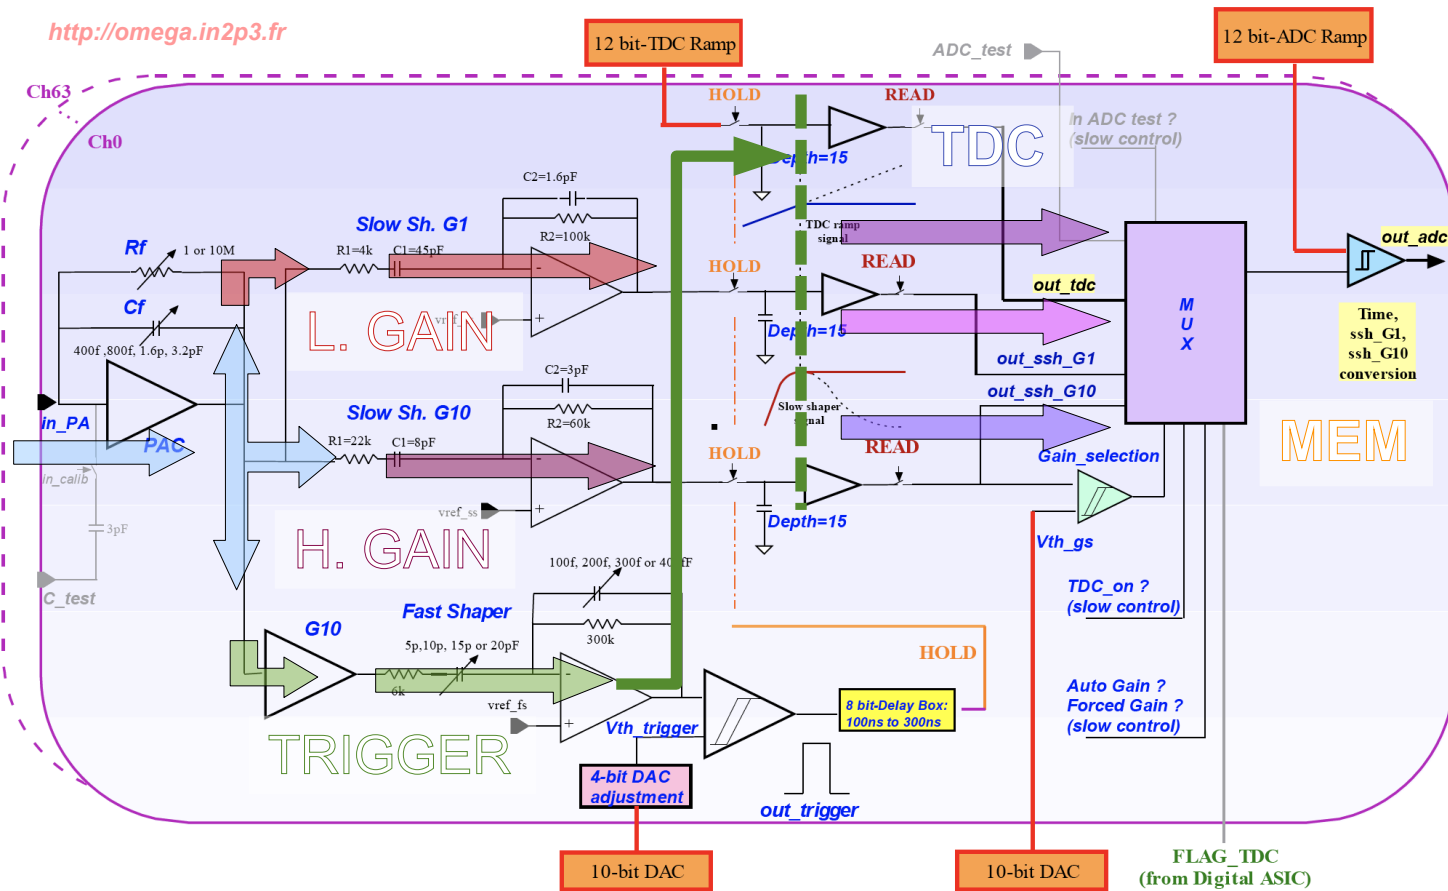 http://omega.in2p3.fr
12 bit-TDC Ramp
12 bit-ADC Ramp
ADC_test
Ch63
Ch0
HOLD
READ
TDC
In ADC test ?
(slow control)
Depth=15
C2=1.6pF
R2=100k
Slow Sh. G1
R1=4k
C1=45pF
Rf
1 or 10M
Cf
400f ,800f, 1.6p, 3.2pF
TDC ramp
signal
out_adc
HOLD
READ
out_tdc
-
+
L. GAIN
Depth=15
M
U
X
Time,
ssh_G1,
ssh_G10
conversion
out_ssh_G1
out_ssh_G10
C2=3pF
R2=60k
Slow Sh. G10
R1=22k
C1=8pF
in_PA
PAC
Slow shaper
signal
MEM
HOLD
READ
Gain_selection
in_calib
3pF
C_test
-
+
vref_ss
H. GAIN
Depth=15
Vth_gs
100f, 200f, 300f or 400fF
300k
TDC_on ?
(slow control)
Fast Shaper
G10
5p,10p, 15p or 20pF
6k
HOLD
Auto Gain ?
Forced Gain ?
(slow control)
-
+
vref_fs
8 bit-Delay Box:
100ns to 300ns
Vth_trigger
TRIGGER
4-bit DAC
adjustment
out_trigger
10-bit DAC
10-bit DAC
FLAG_TDC
(from Digital ASIC)